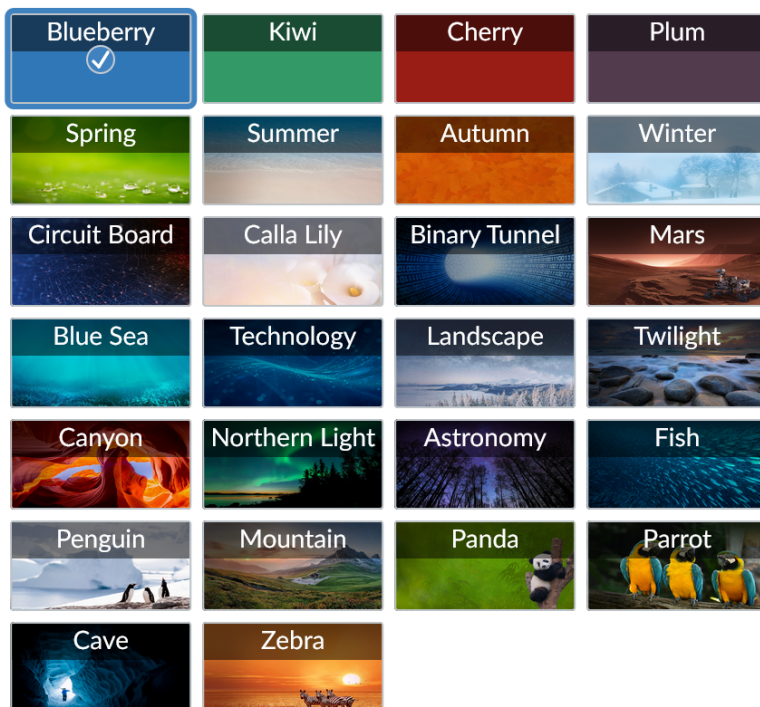 Blueberry
Kiwi
Cherry
Plum
Spring
Summer
Autumn
Winter
Circuit Board
Calla Lily
Binary Tunnel
Mars
Blue Sea
Technology
Landscape
Twilight
Canyon
Northern Light
Astronomy
Fish
Penguin
Mountain
Panda
Parrot
Cave
Zebra